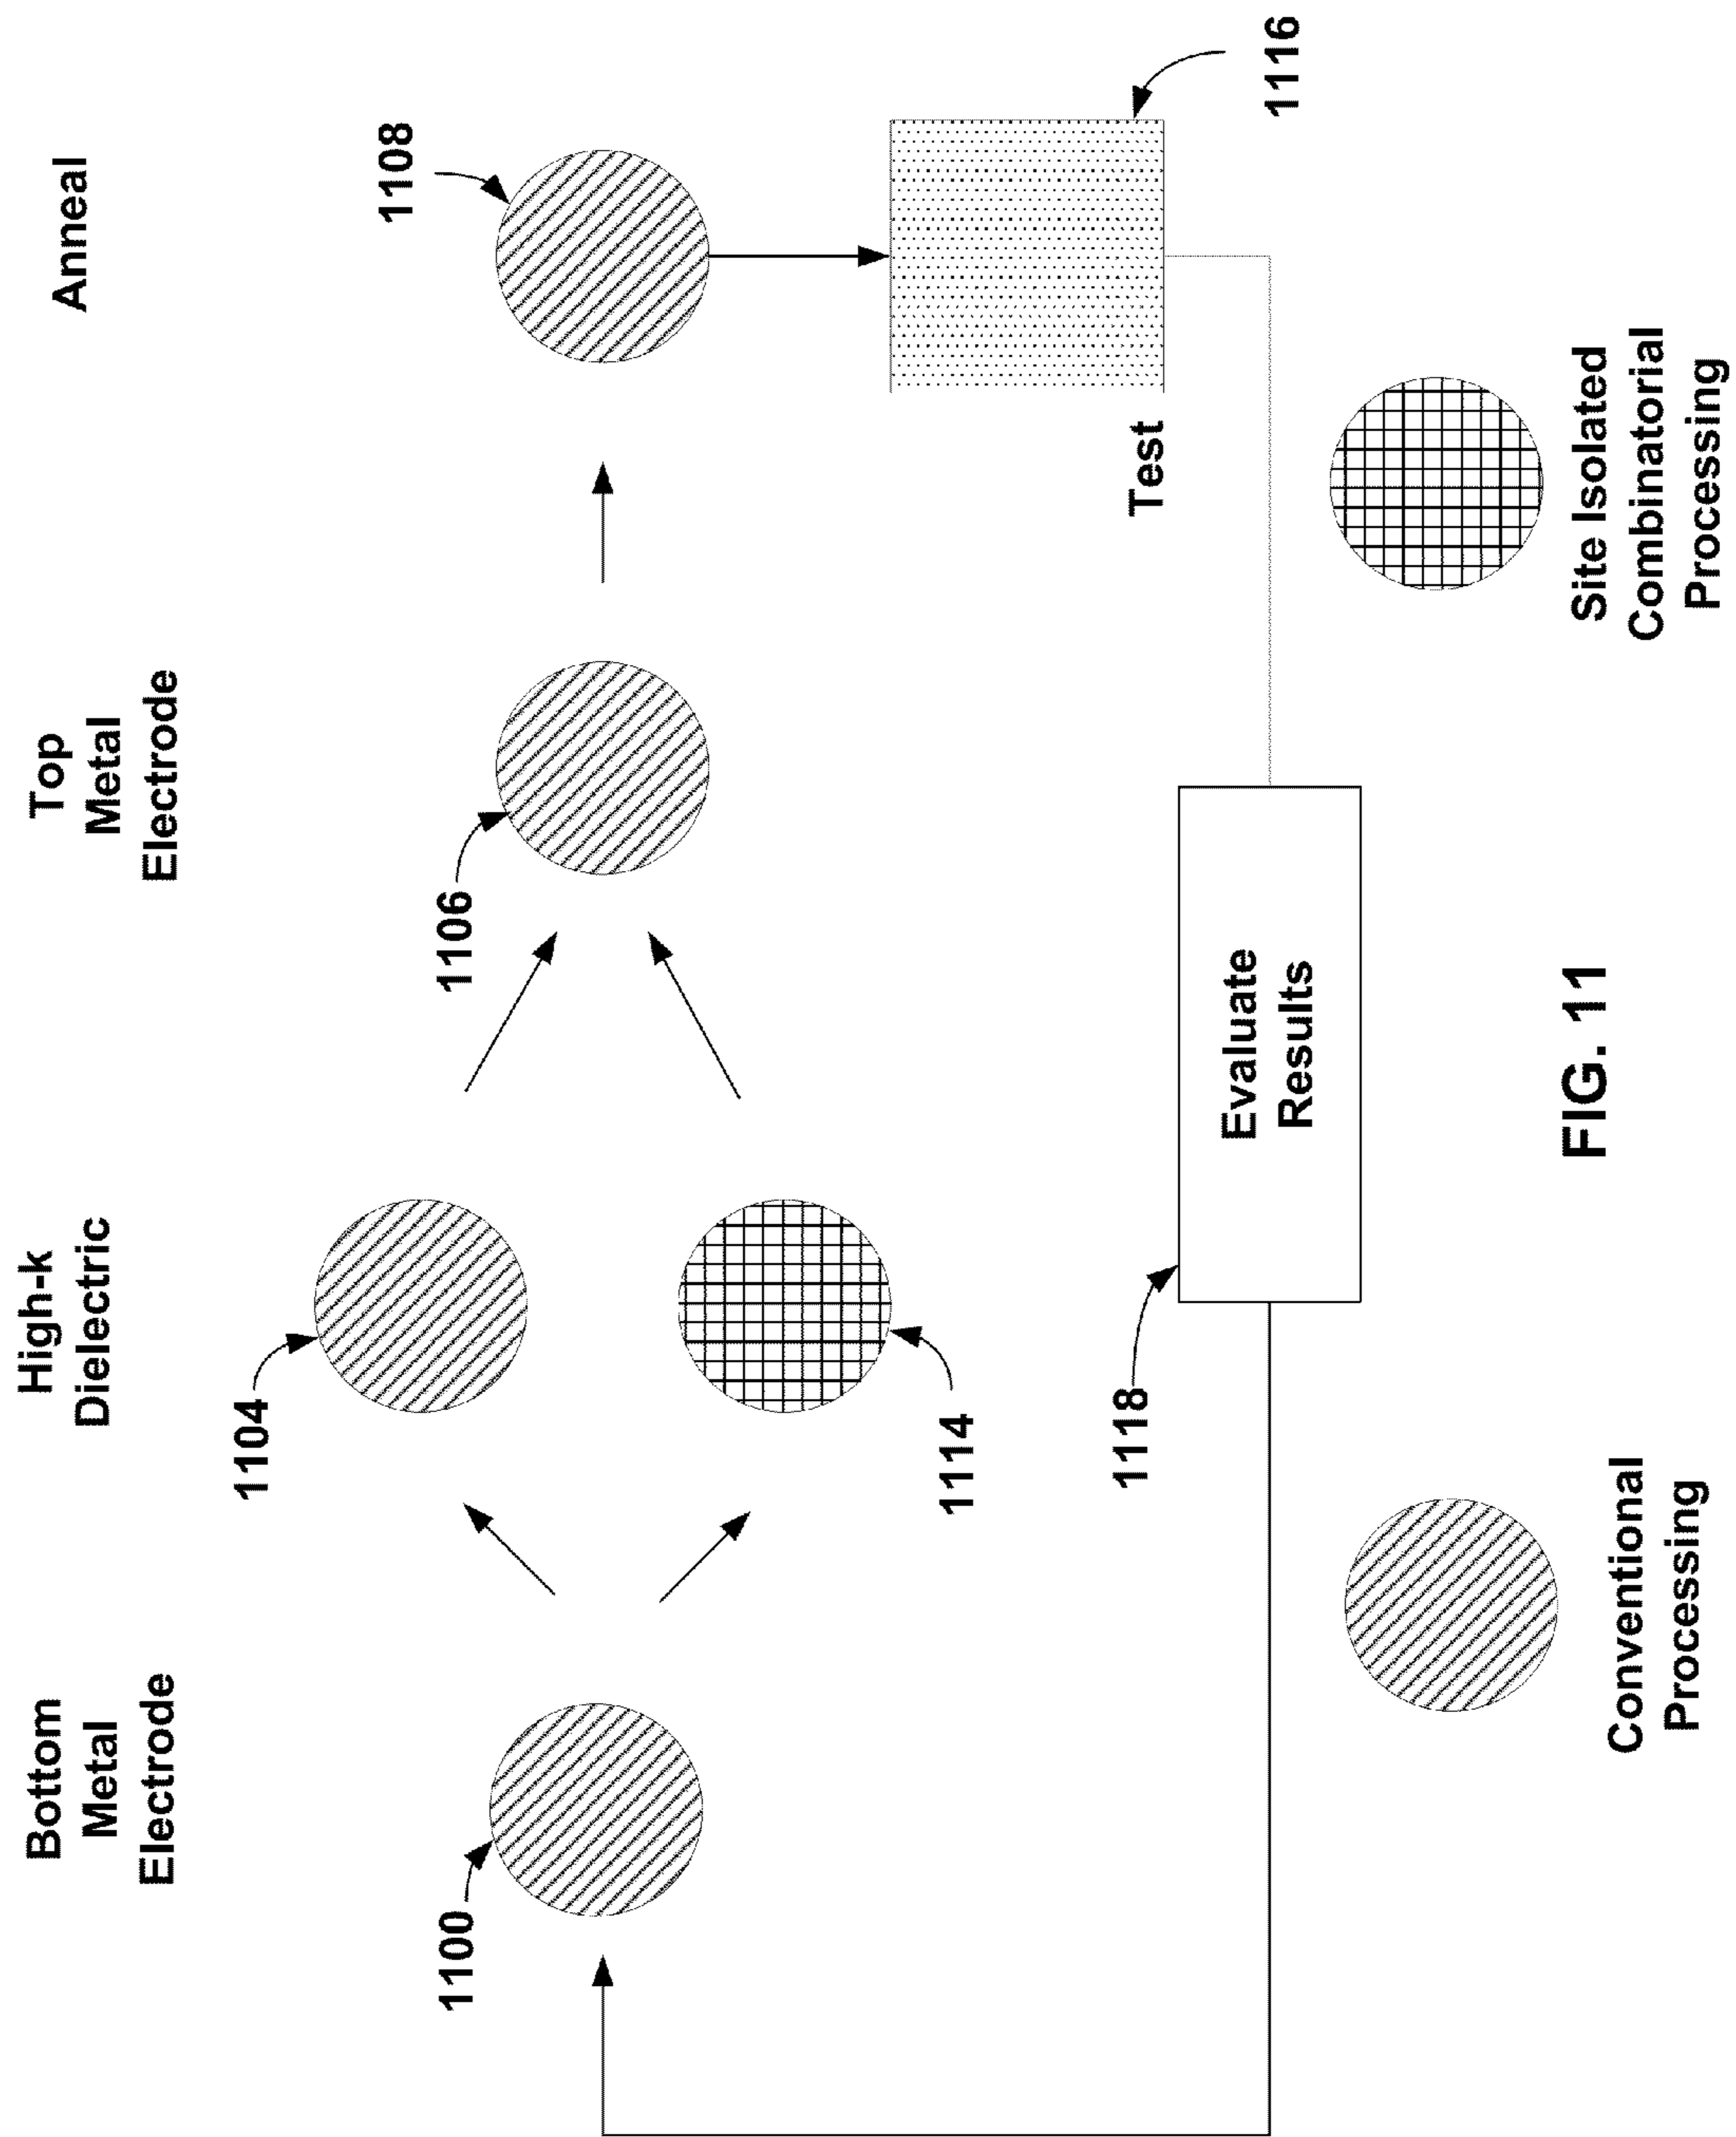 Bottom
Metal
Electrode
High-k
Dielectric
Top
Metal
Electrode
Anneal
1100
1104
1114
1106
1108
1116
Test
1118
Evaluate
Results
Conventional
Processing
Site Isolated
Combinatorial
Processing
FIG. 11